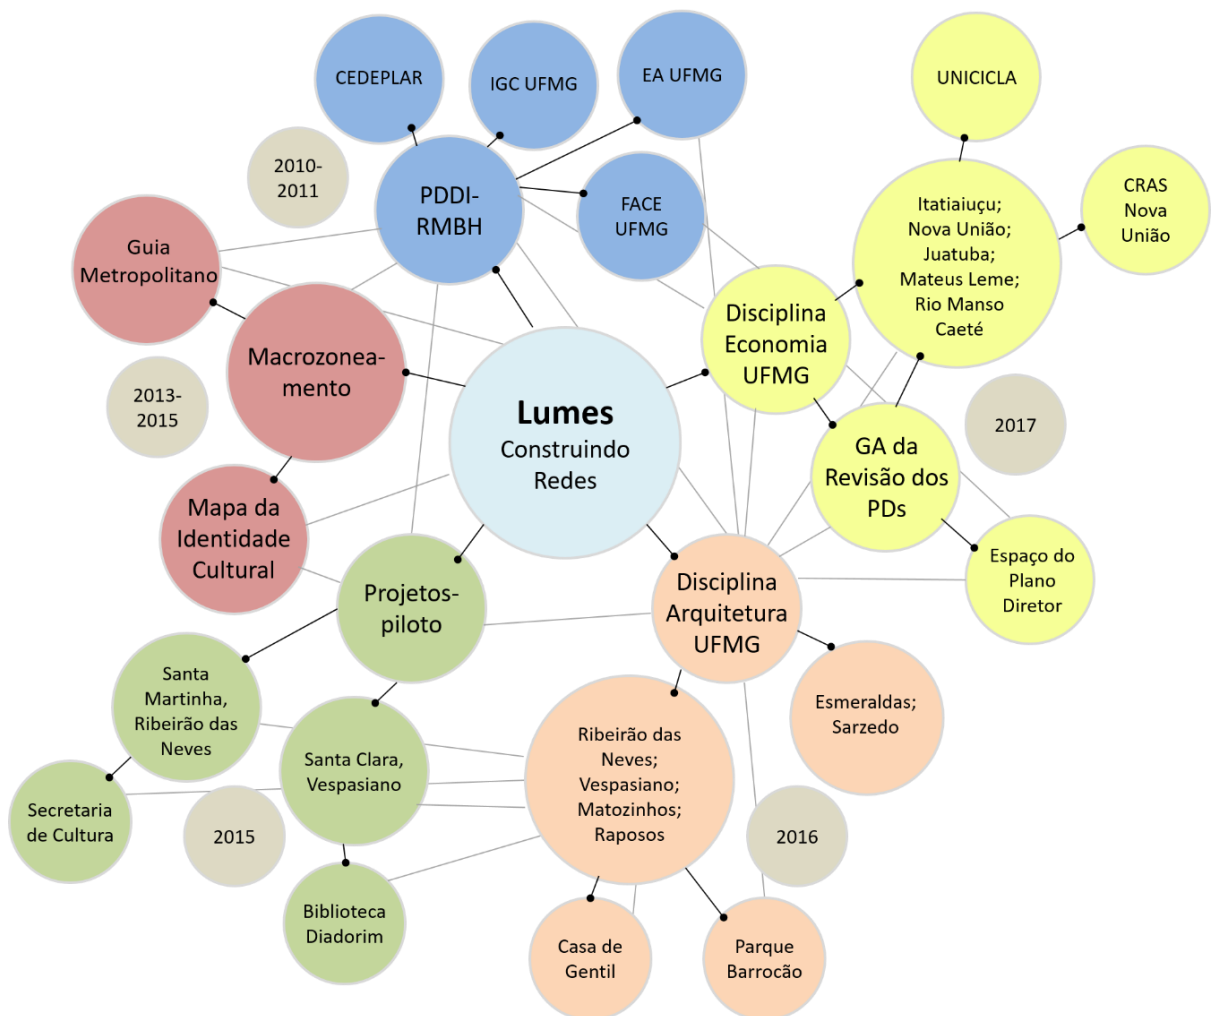 CEDEPLAR
IGC UFMG
EA UFMG
UNICICLA
2010-
2011
PDDI-
RMBH
FACE
UFMG
Itatiaiuçu;
Nova União;
Juatuba;
Mateus Leme;
Rio Manso
Caeté
CRAS
Nova
União
Guia
Metropolitano
Macrozonea-
mento
Disciplina
Economia
UFMG
2013-
2015
Lumes
Construindo
Redes
2017
GA da
Revisão dos
PDs
Mapa da
Identidade
Cultural
Projetos-
piloto
Disciplina
Arquitetura
UFMG
Espaço do
Plano
Diretor
Santa
Martinha,
Ribeirão das
Neves
Santa Clara,
Vespasiano
Ribeirão das
Neves;
Vespasiano;
Matozinhos;
Raposos
Esmeraldas;
Sarzedo
Secretaria
de Cultura
2015
2016
Biblioteca
Diadorim
Casa de
Gentil
Parque
Barrocão